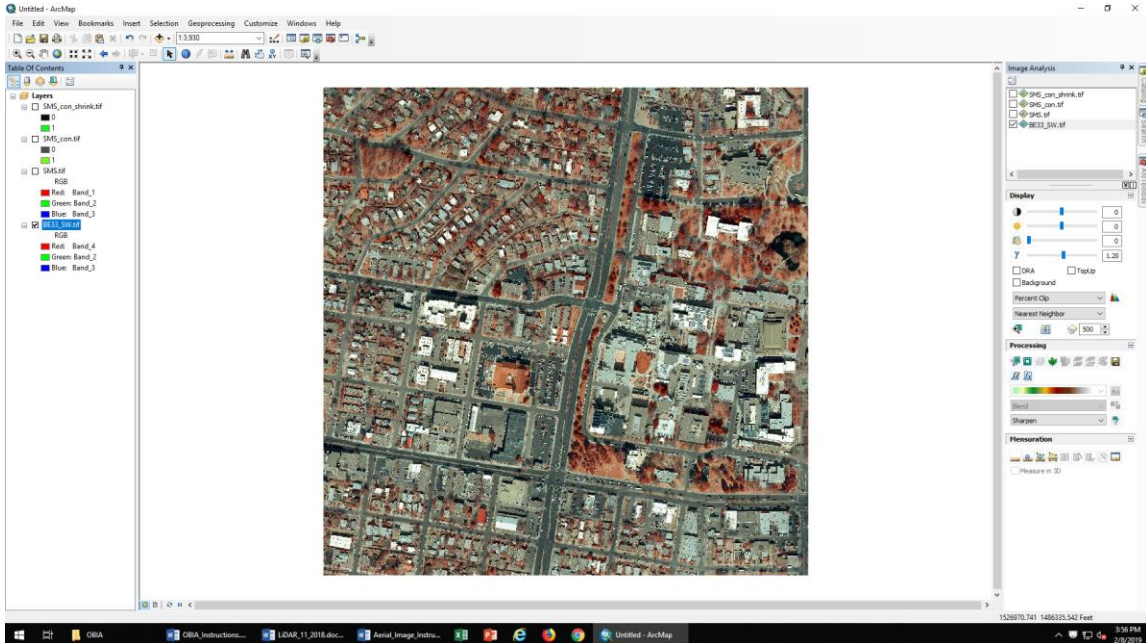 Untitled - ArcMap
File Edit View Bookmarks Insert Selection Geoprocessing Customize Windows Help
1:3,930
Table Of Contents
Layers
SMS_con_shrink.tif
0
1
SMS_con.tif
0
1
SMS.tif
RGB
Red: Band_1
Green: Band_2
Blue: Band_3
BE33_SW.tif
RGB
Red: Band_4
Green: Band_2
Blue: Band_3
Image Analysis
SMS_con_shrink.tif
SMS_con.tif
SMS.tif
BE33_SW.tif
Display
0
0
0
1.20
DRA TopUp
Background
Percent Clip
Nearest Neighbor
500
Processing
Blend
Sharpen
Mensuration
Measure in 3D
Catalog
Search
ArcToolbox
1526970.741 1486335.542 Feet
OBIA
OBIA_Instructions....
LiDAR_11_2018.doc...
Aerial_Image_Instru...
Untitled - ArcMap
3:56 PM
2/8/2019